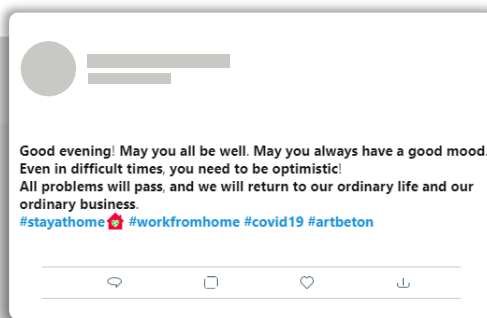 Good evening! May you all be well. May you always have a good mood.
Even in difficult times, you need to be optimistic!
All problems will pass, and we will return to our ordinary life and our
ordinary business.
#stayathome #workfromhome #covid19 #artbeton